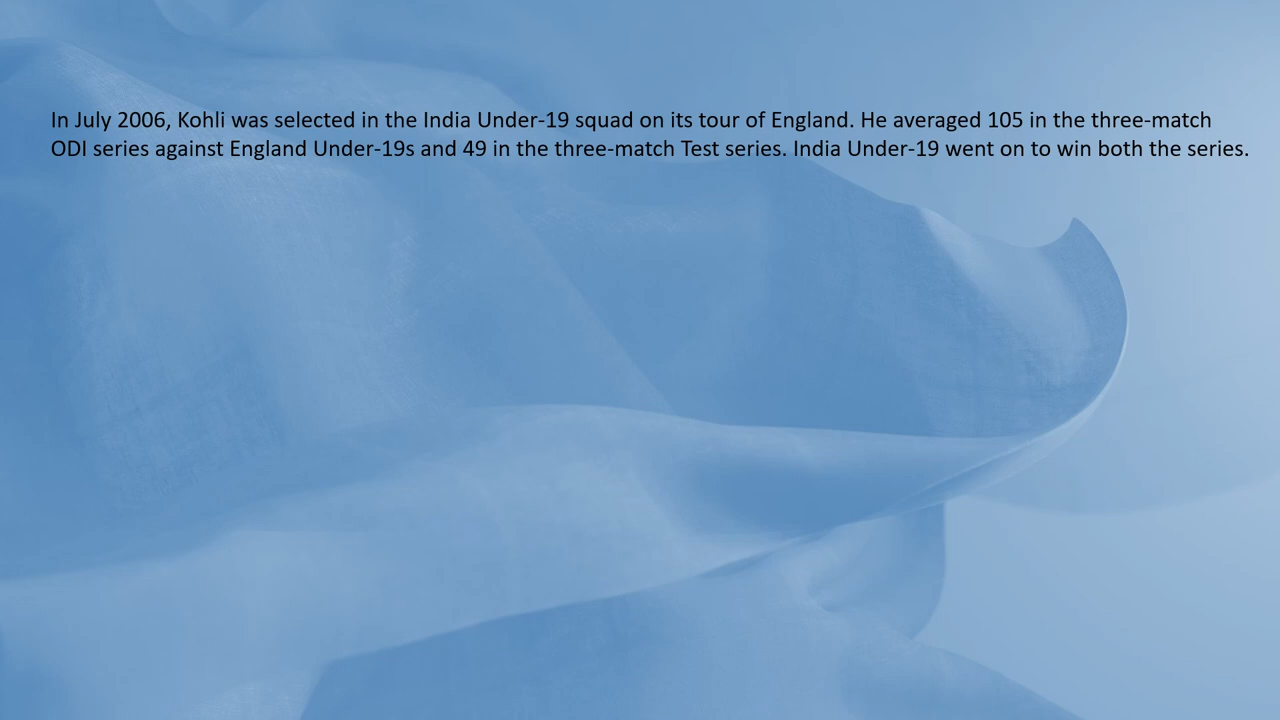 In July 2006, Kohli was selected in the India Under-19 squad on its tour of England. He averaged 105 in the three-match
ODI series against England Under-19s and 49 in the three-match Test series. India Under-19 went on to win both the series.